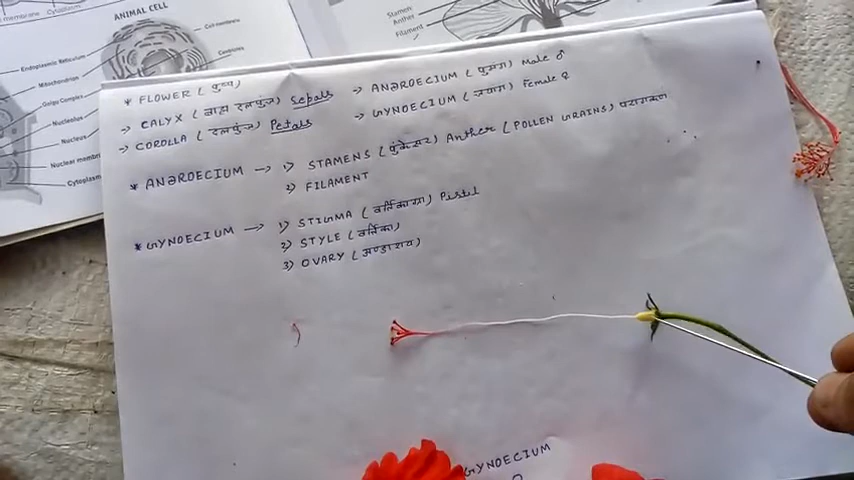 ANIMAL CELL
Cell membrane
Centrioles
Endoplasmic Reticulum
Mitochondrion
Golgi Complex
Nucleolus
Nucleus
Nuclear membrane
Cytoplasm
Stamen
Anther
Filament
* FLOWER (पुष्प)
→ CALYX (बाह्य दलपुंज) Sepals
→ COROLLA (दलपुंज) Petals
→ ANDROECIUM (पुमंग) Male ♂
→ GYNOECIUM (जायांग) Female ♀
* ANDROECIUM → 1) STAMENS (पुंकेसर) Anther (POLLEN GRAINS) परागकण
2) FILAMENT
* GYNOECIUM → 1) STIGMA (वर्तिकाग्र) Pistil
2) STYLE (वर्तिका)
3) OVARY (अण्डाशय)
GYNOECIUM
♀